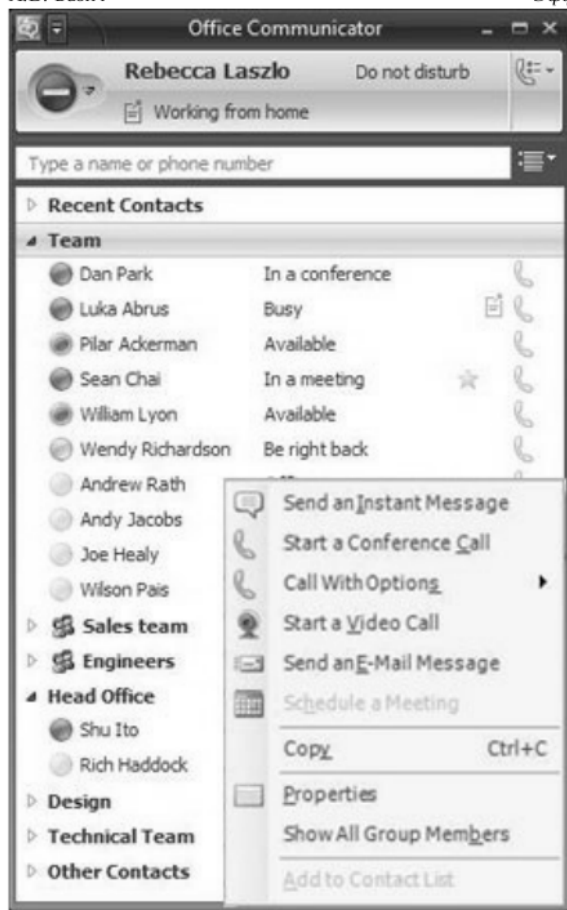 Office Communicator
Rebecca Laszlo Do not disturb
Working from home
Type a name or phone number
Recent Contacts
Team
Dan Park In a conference
Luka Abrus Busy
Pilar Ackerman Available
Sean Chai In a meeting
William Lyon Available
Wendy Richardson Be right back
Andrew Rath
Andy Jacobs
Joe Healy
Wilson Pais
Sales team
Engineers
Head Office
Shu Ito
Rich Haddock
Design
Technical Team
Other Contacts
Send an Instant Message
Start a Conference Call
Call With Options
Start a Video Call
Send an E-Mail Message
Schedule a Meeting
Copy Ctrl+C
Properties
Show All Group Members
Add to Contact List